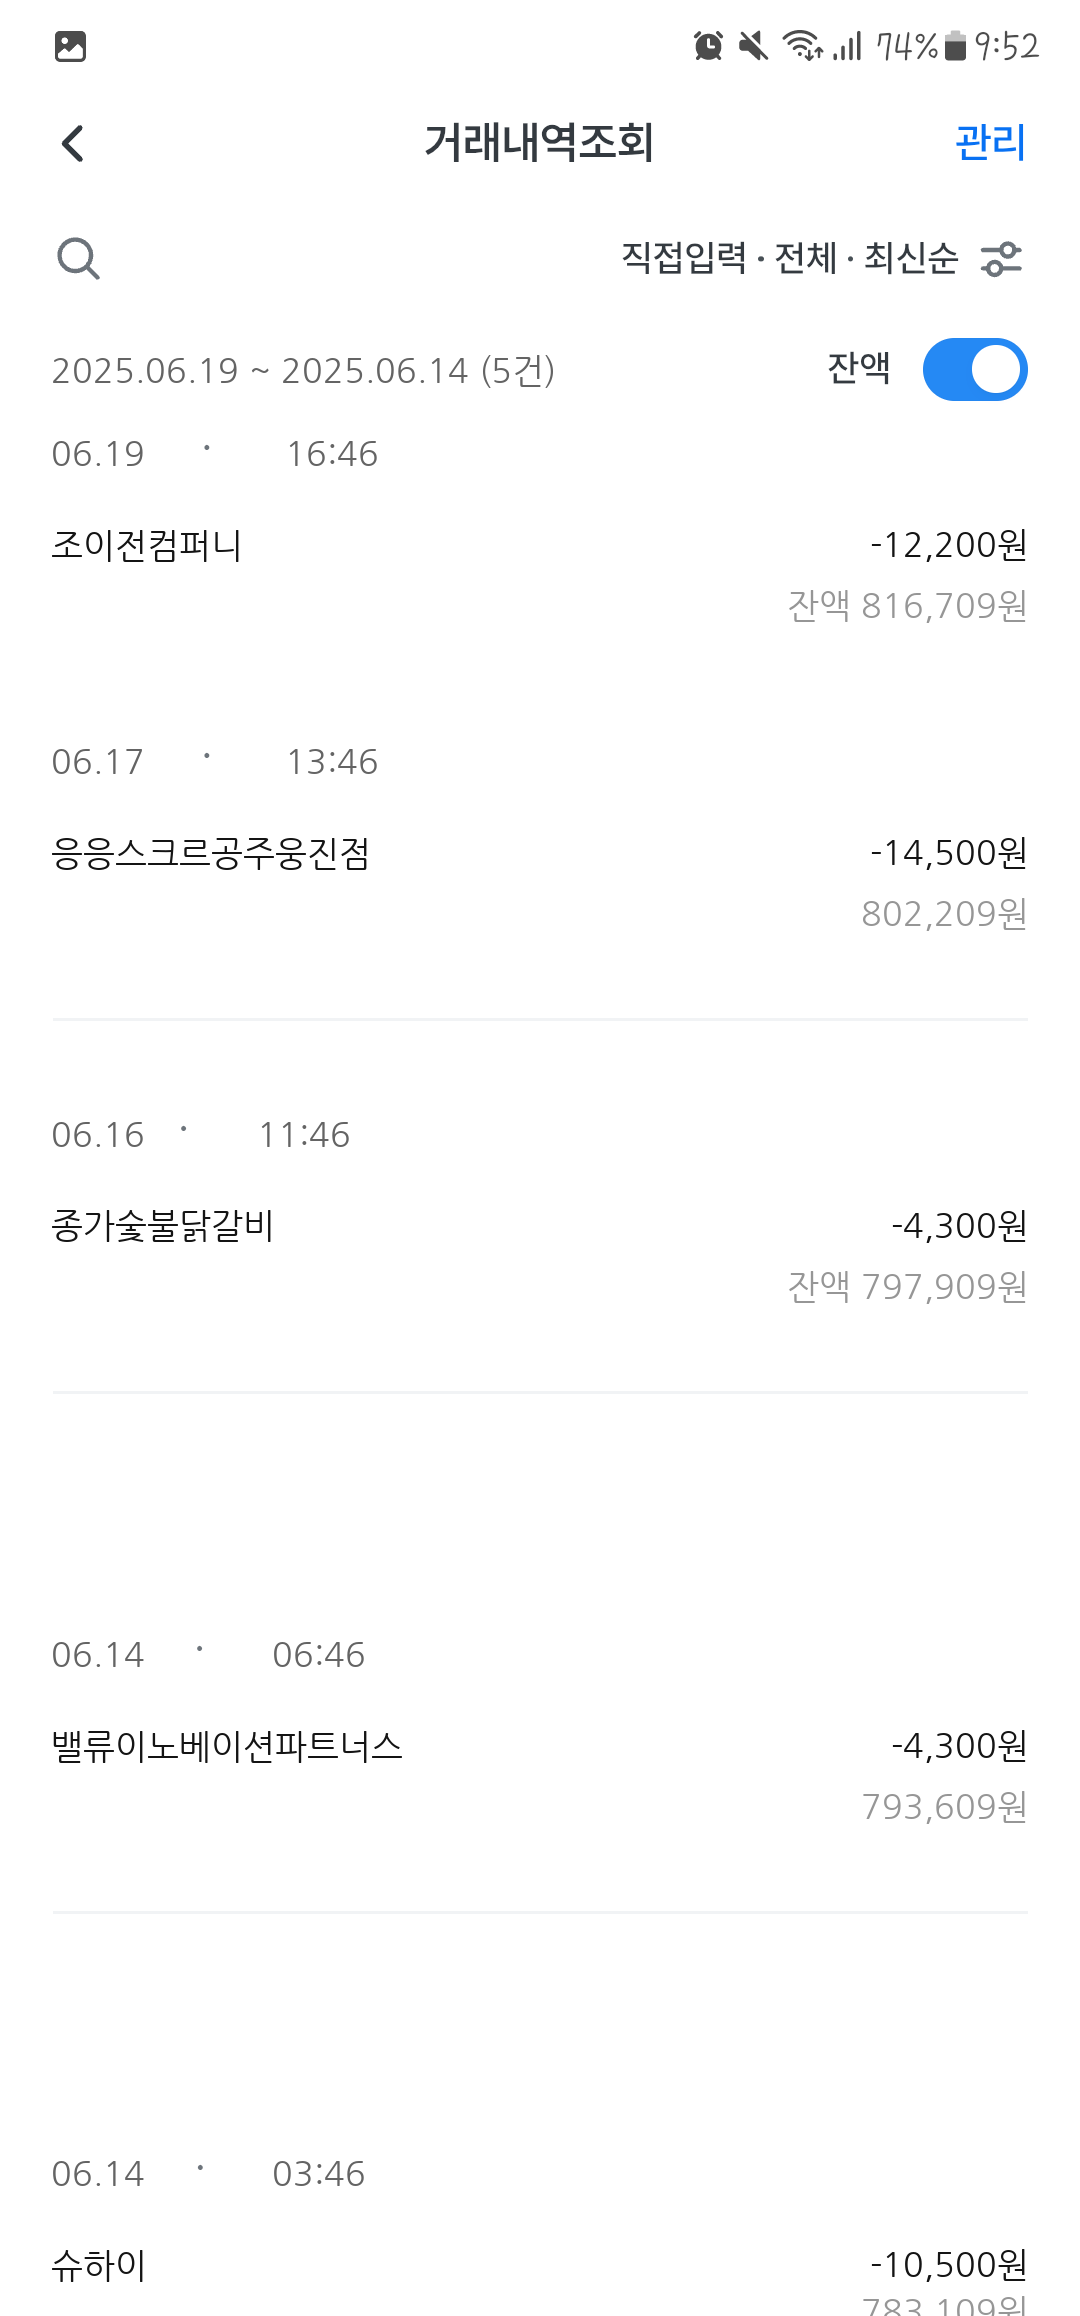 74% 9:52
거래내역조회 관리
직접입력 · 전체 · 최신순
2025.06.19 ~ 2025.06.14 (5건) 잔액
06.19 · 16:46
조이전컴퍼니 -12,200원
잔액 816,709원
06.17 · 13:46
응응스크르공주웅진점 -14,500원
802,209원
06.16 · 11:46
종가숯불닭갈비 -4,300원
잔액 797,909원
06.14 · 06:46
밸류이노베이션파트너스 -4,300원
793,609원
06.14 · 03:46
슈하이 -10,500원
783,109원